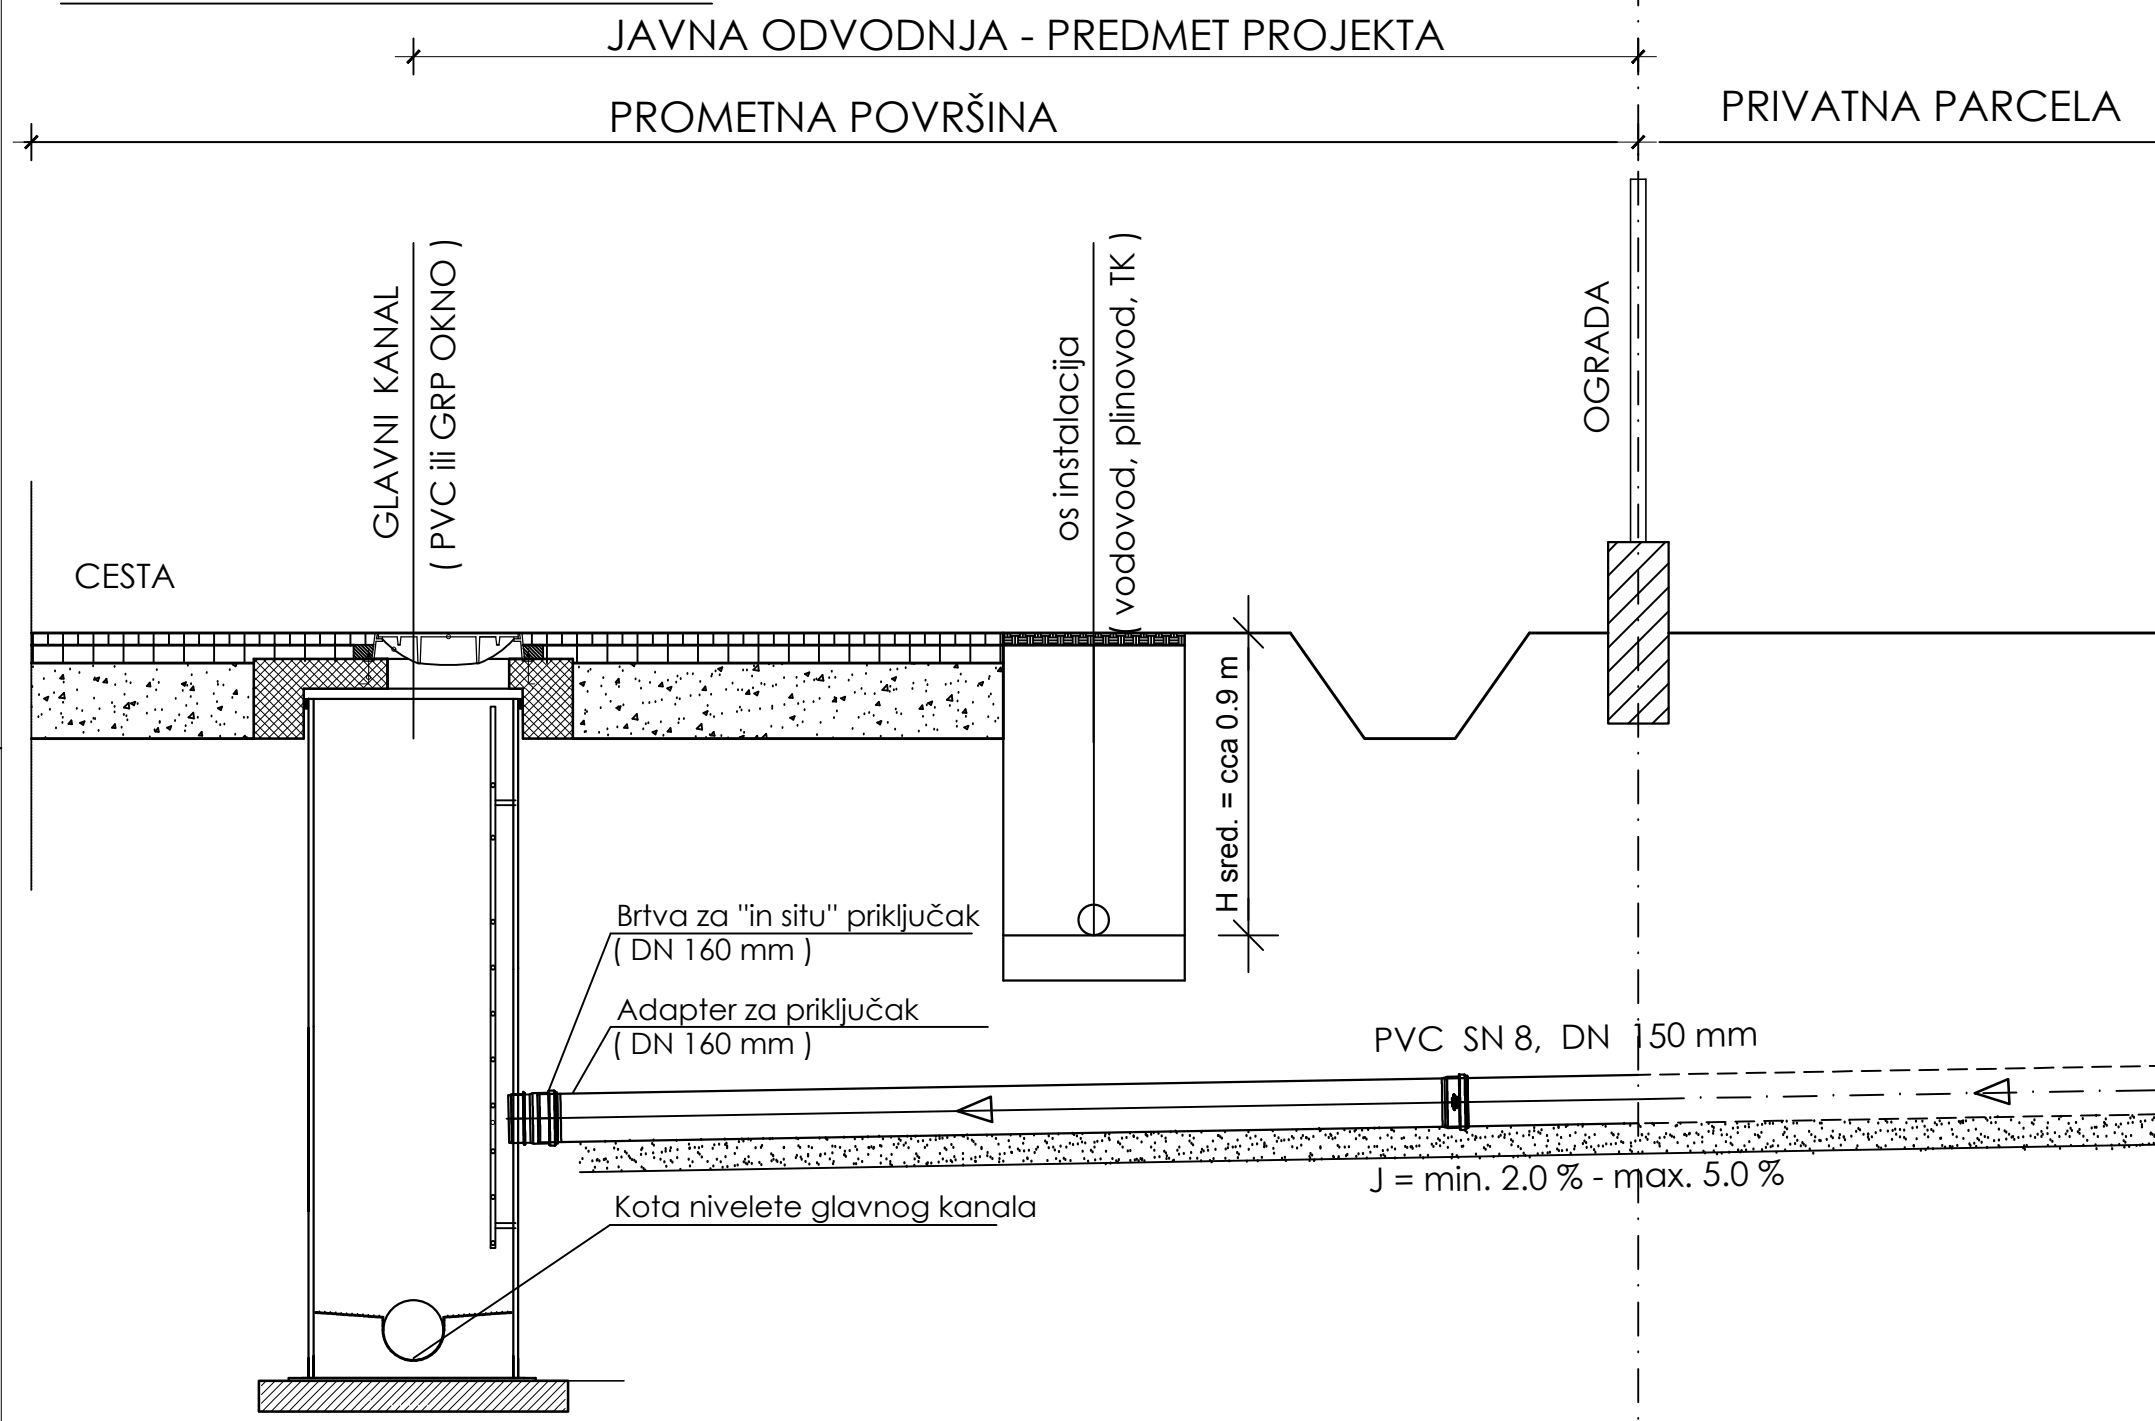 JAVNA ODVODNJA - PREDMET PROJEKTA
PROMETNA POVRŠINA
PRIVATNA PARCELA
GLAVNI KANAL
( PVC ili GRP OKNO )
os instalacija
( vodovod, plinovod, TK )
OGRADA
CESTA
H sred. = cca 0.9 m
Brtva za "in situ" priključak
( DN 160 mm )
Adapter za priključak
( DN 160 mm )
PVC SN 8, DN 150 mm
J = min. 2.0 % - max. 5.0 %
Kota nivelete glavnog kanala